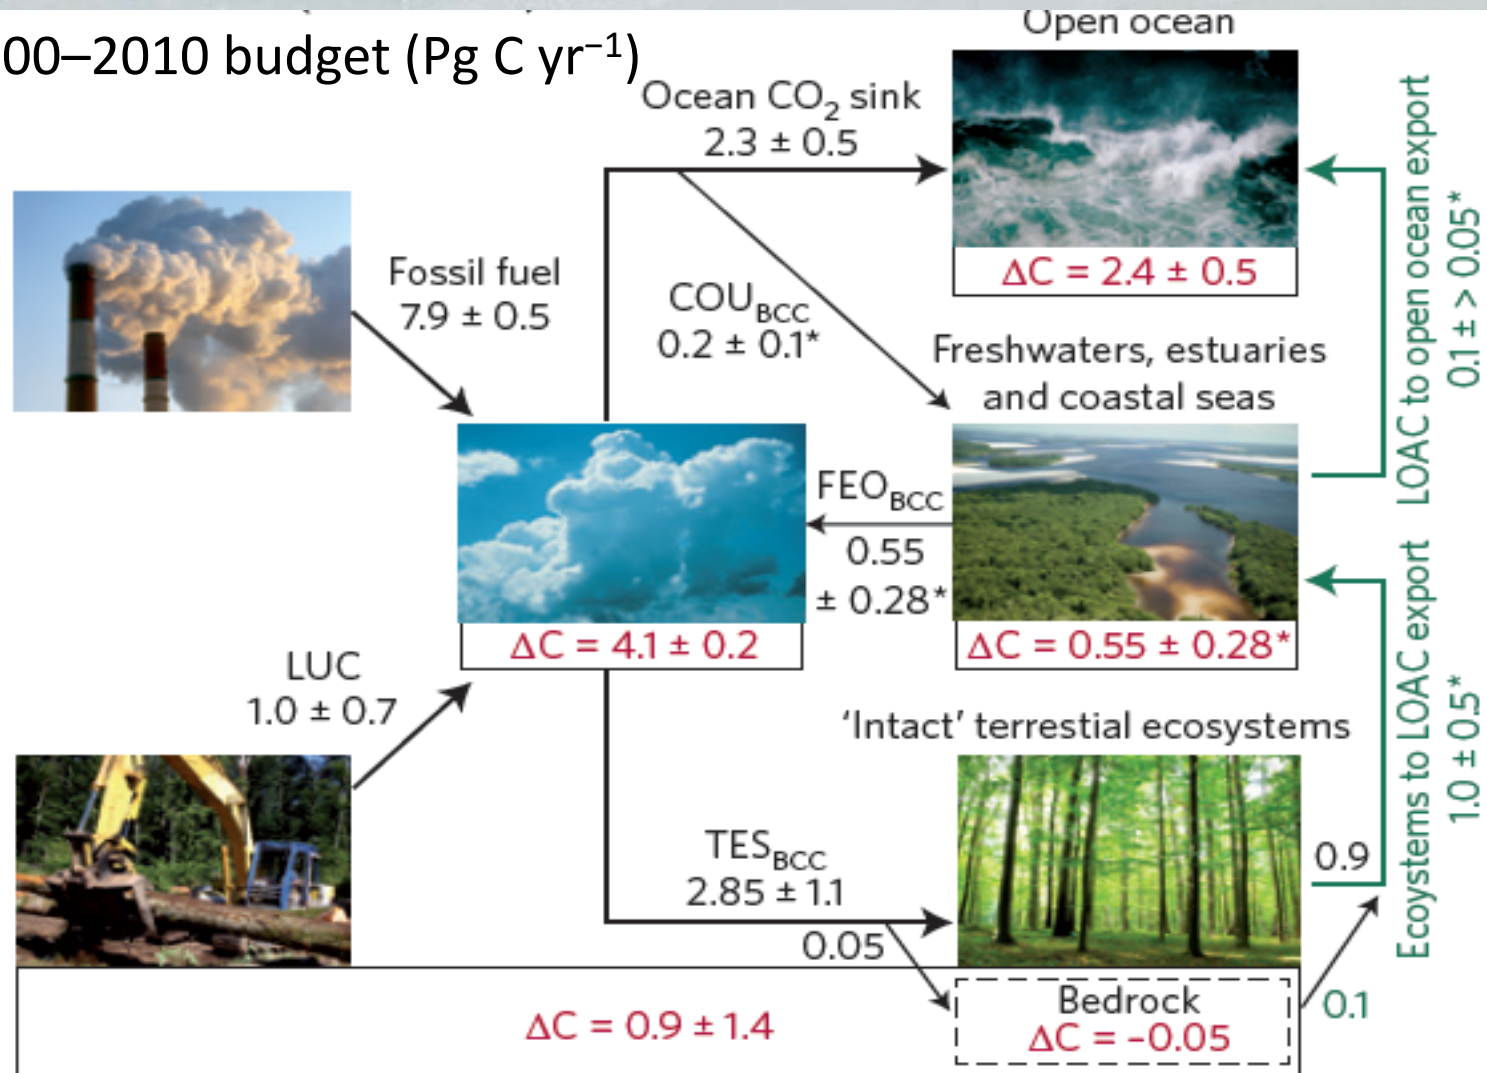 00–2010 budget (Pg C yr⁻¹)
Open ocean
Ocean CO₂ sink
2.3 ± 0.5
ΔC = 2.4 ± 0.5
Fossil fuel
7.9 ± 0.5
COU_BCC
0.2 ± 0.1*
Freshwaters, estuaries
and coastal seas
FEO_BCC
0.55
± 0.28*
ΔC = 4.1 ± 0.2
ΔC = 0.55 ± 0.28*
LUC
1.0 ± 0.7
'Intact' terrestial ecosystems
TES_BCC
2.85 ± 1.1
0.05
0.9
Bedrock
ΔC = −0.05
0.1
ΔC = 0.9 ± 1.4
LOAC to open ocean export
0.1 ± > 0.05*
Ecoystems to LOAC export
1.0 ± 0.5*